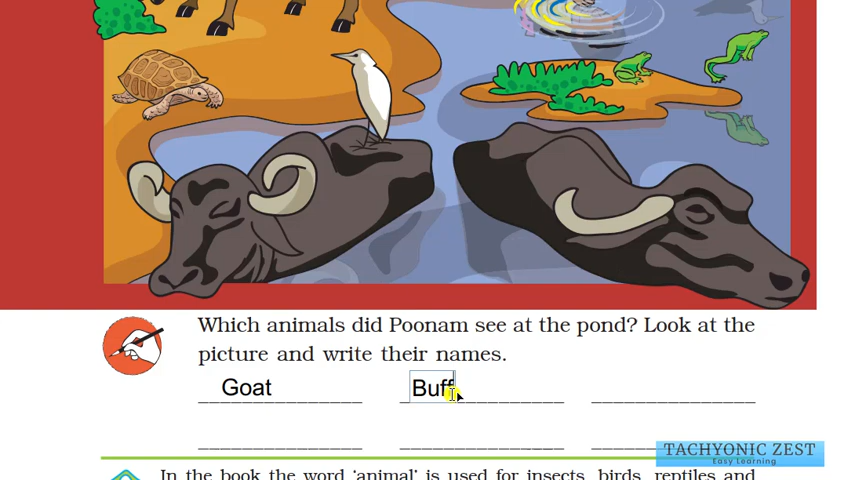 Which animals did Poonam see at the pond? Look at the
picture and write their names.
Goat Buff
TACHYONIC ZEST
Easy Learning
In the book the word 'animal' is used for insects, birds, reptiles and